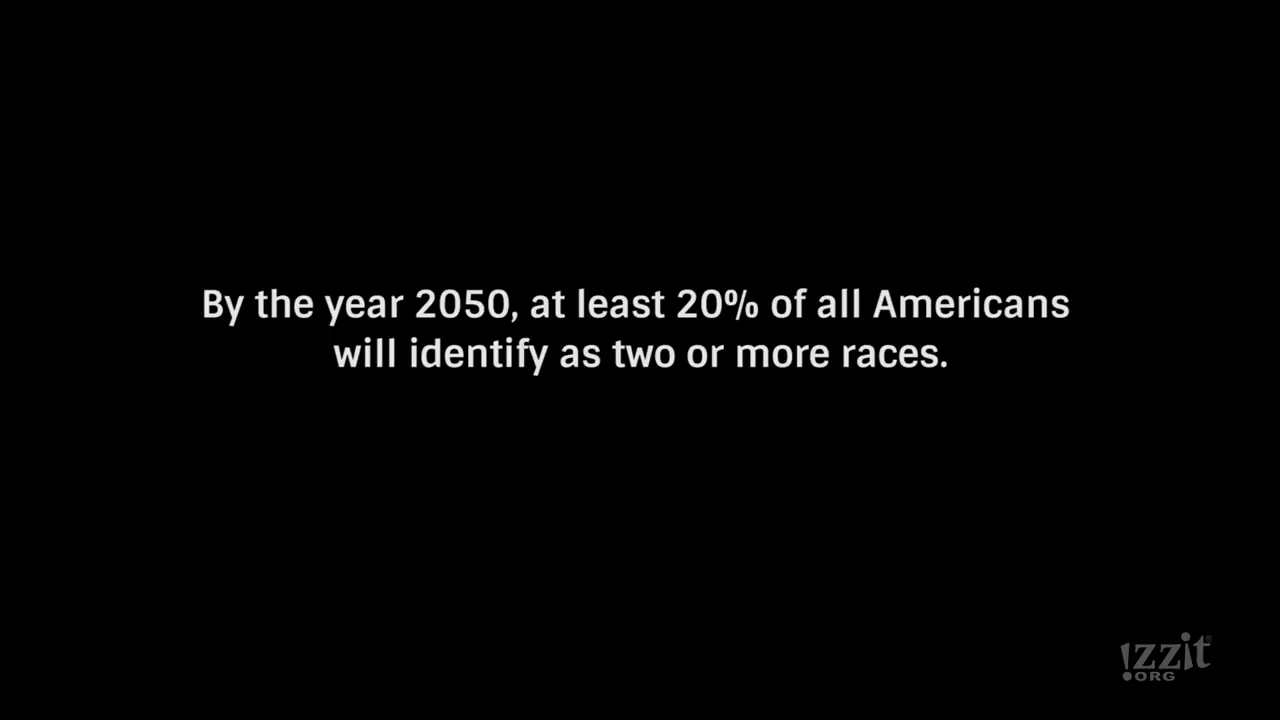 By the year 2050, at least 20% of all Americans
will identify as two or more races.
izzit®
.ORG